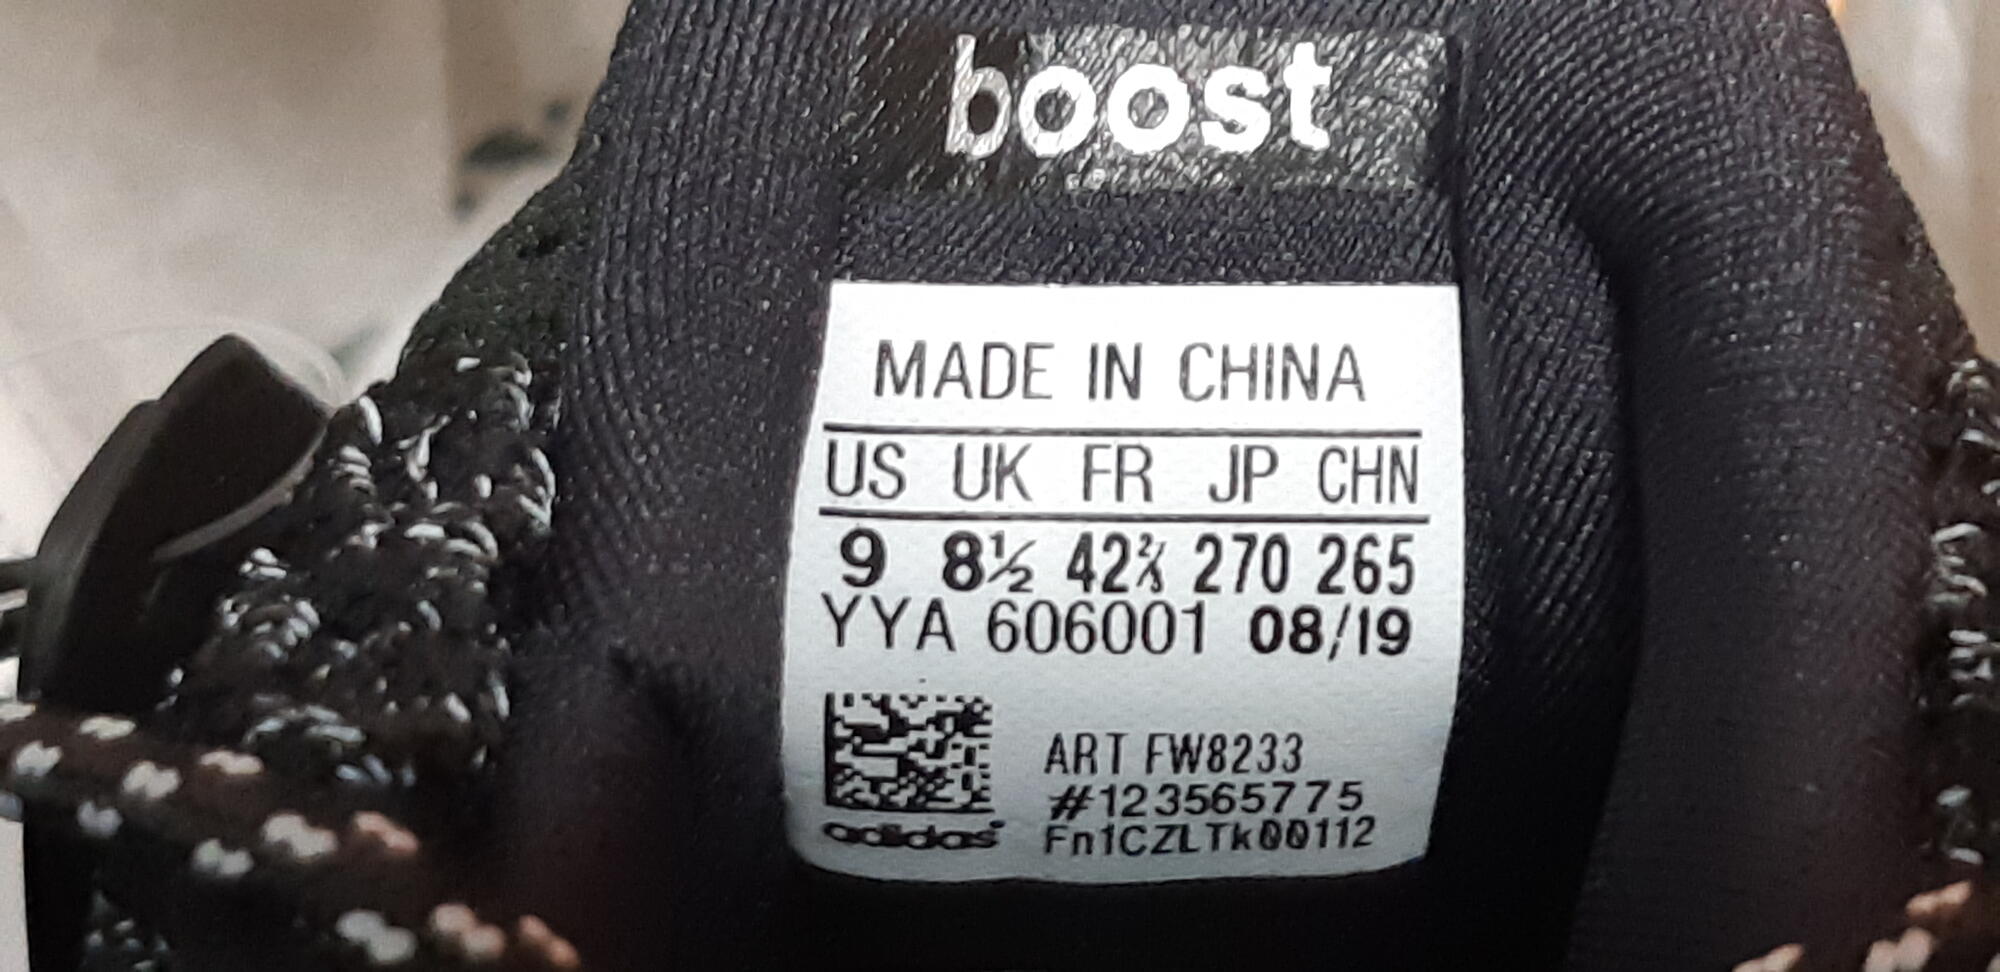 boost
MADE IN CHINA
US UK FR JP CHN
9 8½ 42⅔ 270 265
YYA 606001 08/19
ART FW8233
#123565775
adidas Fn1CZLTk00112